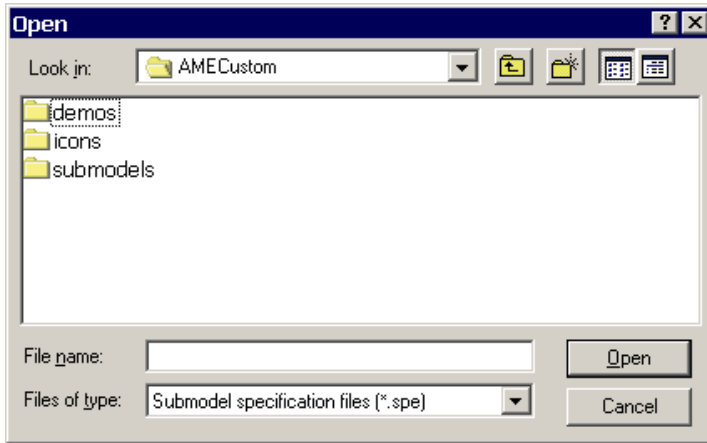 Open
Look in: AMECustom
demos
icons
submodels
File name: Open
Files of type: Submodel specification files (*.spe) Cancel